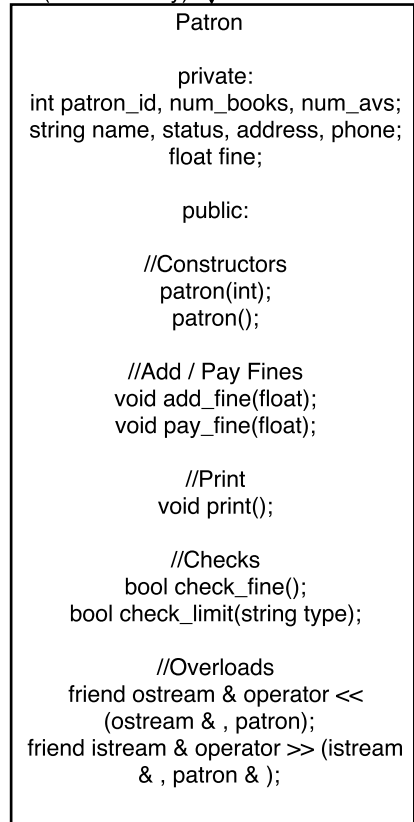 Patron
private:
int patron_id, num_books, num_avs;
string name, status, address, phone;
float fine;
public:
//Constructors
patron(int);
patron();
//Add / Pay Fines
void add_fine(float);
void pay_fine(float);
//Print
void print();
//Checks
bool check_fine();
bool check_limit(string type);
//Overloads
friend ostream & operator <<
(ostream & , patron);
friend istream & operator >> (istream
& , patron & );